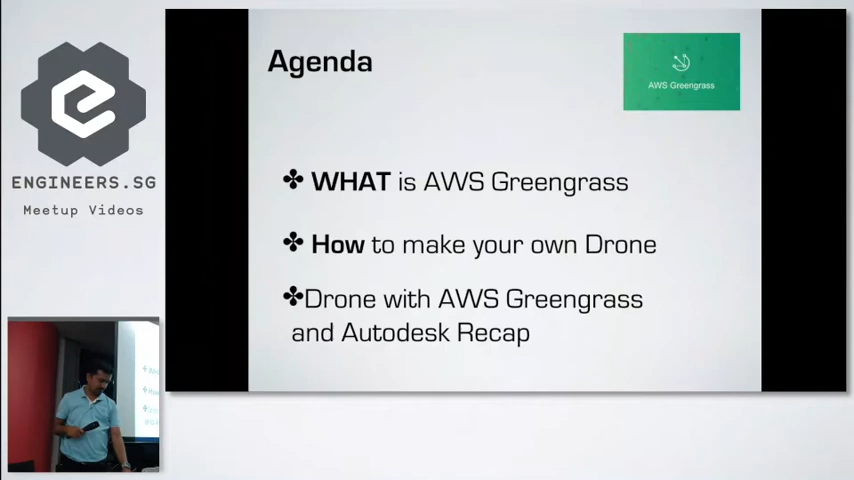 Agenda
AWS Greengrass
ENGINEERS.SG
Meetup Videos
✤ WHAT is AWS Greengrass
✤ How to make your own Drone
✤Drone with AWS Greengrass
and Autodesk Recap